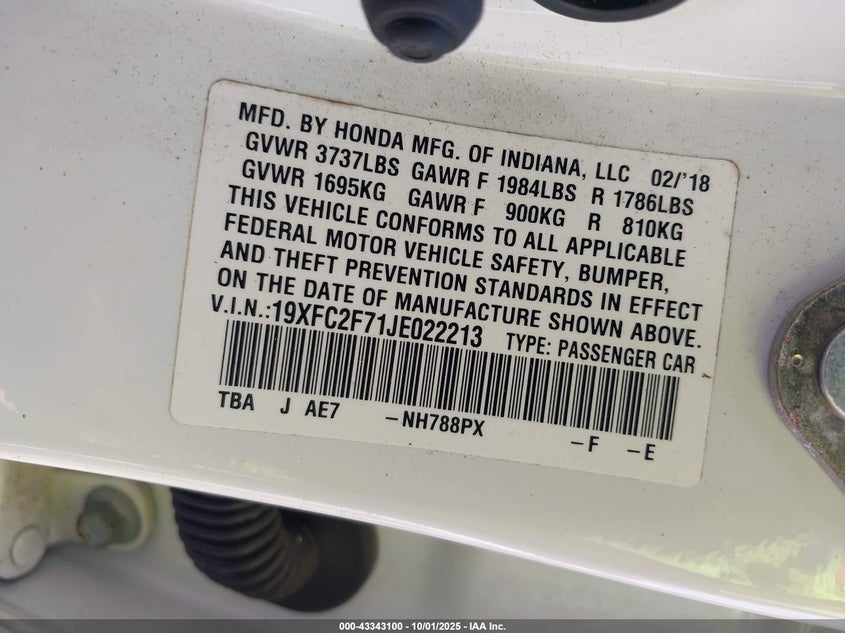 MFD. BY HONDA MFG. OF INDIANA, LLC 02/'18
GVWR 3737LBS GAWR F 1984LBS R 1786LBS
GVWR 1695KG GAWR F 900KG R 810KG
THIS VEHICLE CONFORMS TO ALL APPLICABLE
FEDERAL MOTOR VEHICLE SAFETY, BUMPER,
AND THEFT PREVENTION STANDARDS IN EFFECT
ON THE DATE OF MANUFACTURE SHOWN ABOVE.
V.I.N.:19XFC2F71JE022213 TYPE: PASSENGER CAR
TBA J AE7 -NH788PX -F -E
000-43343100 - 10/01/2025 - IAA Inc.